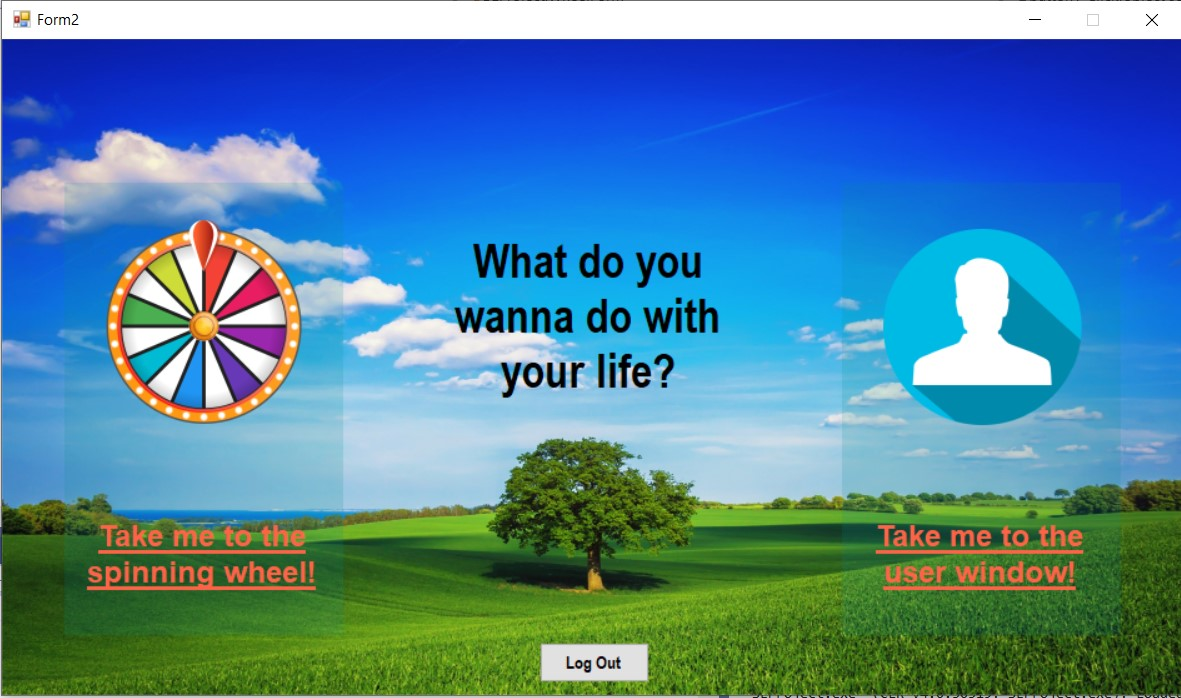 Form2
What do you
wanna do with
your life?
Take me to the
spinning wheel!
Take me to the
user window!
Log Out